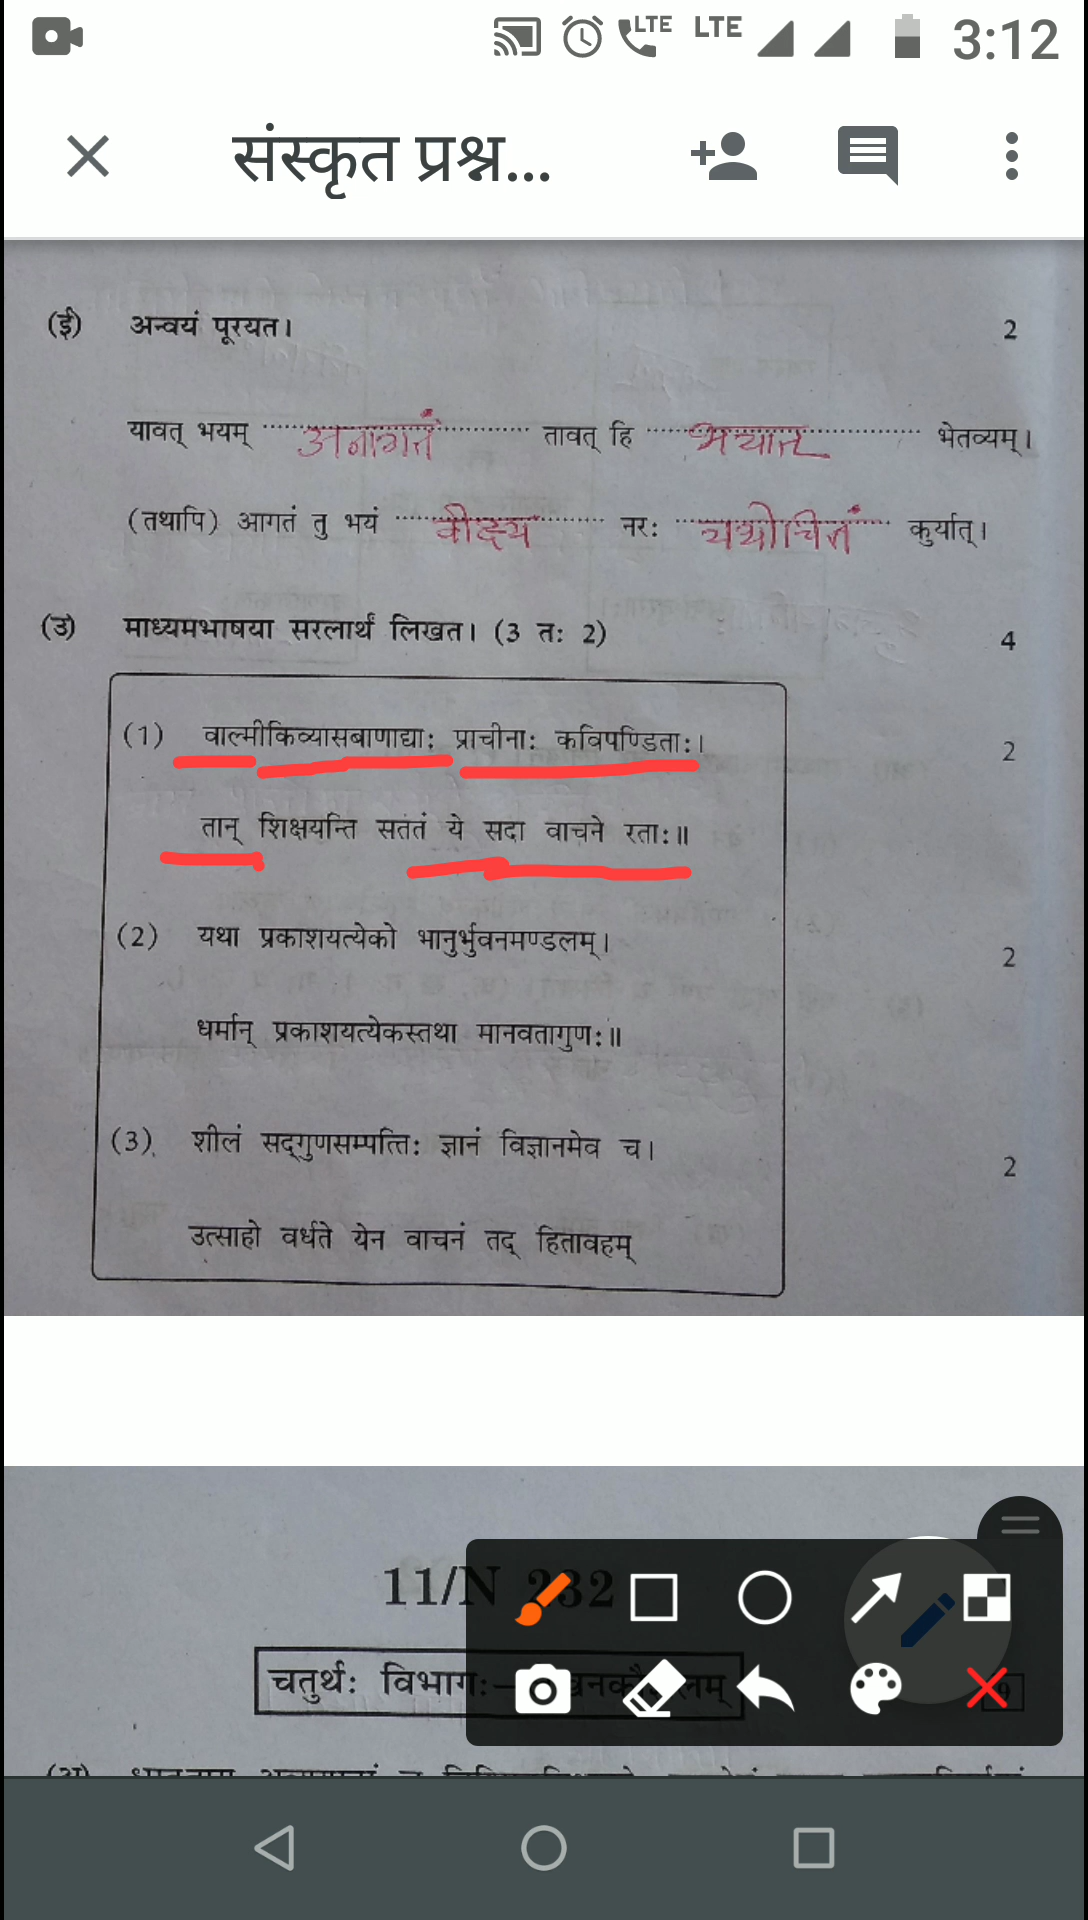 LTE LTE 3:12
संस्कृत प्रश्न...
(ई) अन्वयं पूरयत। 2
यावत् भयम् अनागतं तावत् हि भयात् भेतव्यम्।
(तथापि) आगतं तु भयं वीक्ष्य नरः यथोचितं कुर्यात्।
(उ) माध्यमभाषया सरलार्थं लिखत। (3 तः 2) 4
(1) वाल्मीकिव्यासबाणाद्याः प्राचीनाः कविपण्डिताः। 2
तान् शिक्षयन्ति सततं ये सदा वाचने रताः॥
(2) यथा प्रकाशयत्येको भानुर्भुवनमण्डलम्। 2
धर्मान् प्रकाशयत्येकस्तथा मानवतागुणः॥
(3) शीलं सद्गुणसम्पत्तिः ज्ञानं विज्ञानमेव च। 2
उत्साहो वर्धते येन वाचनं तद् हितावहम्
11/N 232
चतुर्थः विभागः–